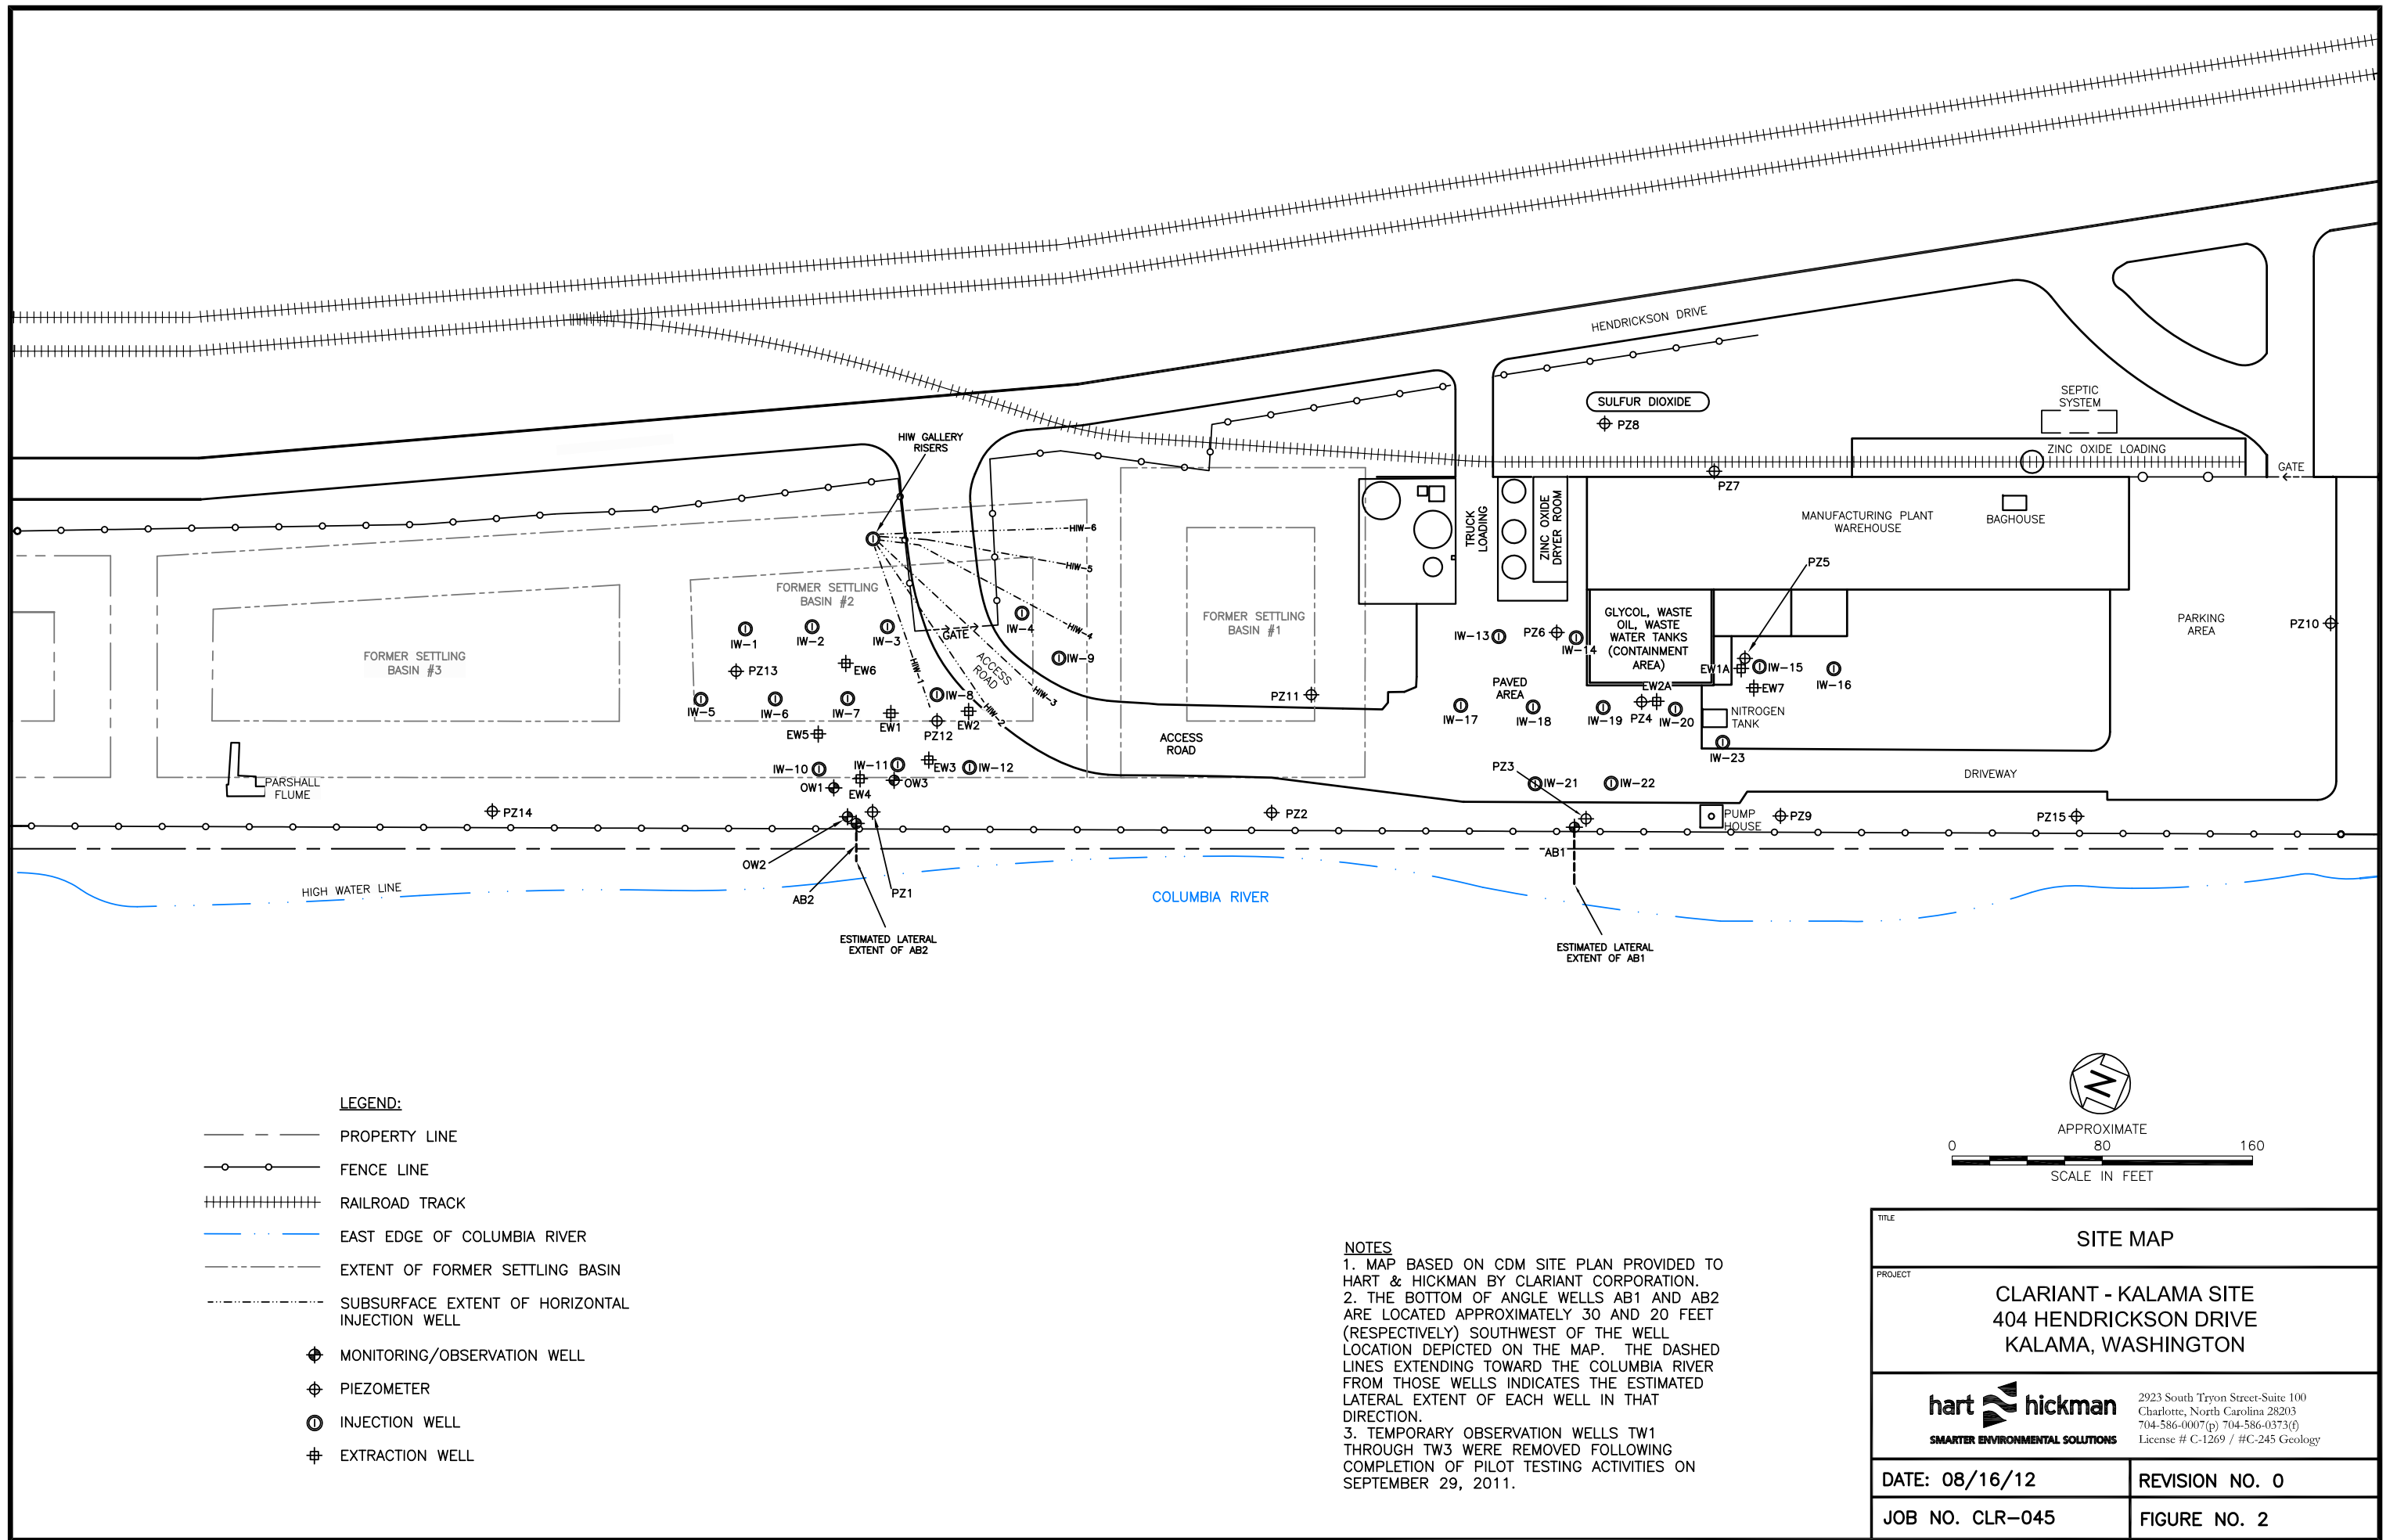 HENDRICKSON DRIVE
SEPTIC
SYSTEM
SULFUR DIOXIDE
PZ8
HIW GALLERY
RISERS
ZINC OXIDE LOADING
GATE
PZ7
TRUCK
LOADING
ZINC OXIDE
DRYER ROOM
MANUFACTURING PLANT
WAREHOUSE
BAGHOUSE
HIW-6
HIW-5
HIW-4
HIW-3
HIW-2
HIW-1
PZ5
FORMER SETTLING
BASIN #2
FORMER SETTLING
BASIN #1
FORMER SETTLING
BASIN #3
GLYCOL, WASTE
OIL, WASTE
WATER TANKS
(CONTAINMENT
AREA)
PARKING
AREA
PZ10
IW-1
IW-2
IW-3
GATE
IW-4
IW-13
PZ6
IW-14
ACCESS
ROAD
IW-9
PZ13
EW6
EW1A
IW-15
IW-16
EW7
IW-5
IW-6
IW-7
IW-8
PZ11
PAVED
AREA
EW2A
IW-17
IW-18
IW-19
PZ4
IW-20
NITROGEN
TANK
EW5
EW1
PZ12
EW2
ACCESS
ROAD
IW-23
IW-10
IW-11
EW3
IW-12
PZ3
DRIVEWAY
PARSHALL
FLUME
OW1
EW4
OW3
IW-21
IW-22
PZ14
PZ2
PUMP
HOUSE
PZ9
PZ15
OW2
AB1
HIGH WATER LINE
AB2
PZ1
COLUMBIA RIVER
ESTIMATED LATERAL
EXTENT OF AB2
ESTIMATED LATERAL
EXTENT OF AB1
LEGEND:
PROPERTY LINE
FENCE LINE
RAILROAD TRACK
EAST EDGE OF COLUMBIA RIVER
EXTENT OF FORMER SETTLING BASIN
SUBSURFACE EXTENT OF HORIZONTAL
INJECTION WELL
MONITORING/OBSERVATION WELL
PIEZOMETER
INJECTION WELL
EXTRACTION WELL
NOTES
1. MAP BASED ON CDM SITE PLAN PROVIDED TO
HART & HICKMAN BY CLARIANT CORPORATION.
2. THE BOTTOM OF ANGLE WELLS AB1 AND AB2
ARE LOCATED APPROXIMATELY 30 AND 20 FEET
(RESPECTIVELY) SOUTHWEST OF THE WELL
LOCATION DEPICTED ON THE MAP. THE DASHED
LINES EXTENDING TOWARD THE COLUMBIA RIVER
FROM THOSE WELLS INDICATES THE ESTIMATED
LATERAL EXTENT OF EACH WELL IN THAT
DIRECTION.
3. TEMPORARY OBSERVATION WELLS TW1
THROUGH TW3 WERE REMOVED FOLLOWING
COMPLETION OF PILOT TESTING ACTIVITIES ON
SEPTEMBER 29, 2011.
N
APPROXIMATE
0 80 160
SCALE IN FEET
TITLE
SITE MAP
PROJECT
CLARIANT - KALAMA SITE
404 HENDRICKSON DRIVE
KALAMA, WASHINGTON
hart hickman
SMARTER ENVIRONMENTAL SOLUTIONS
2923 South Tryon Street-Suite 100
Charlotte, North Carolina 28203
704-586-0007(p) 704-586-0373(f)
License # C-1269 / #C-245 Geology
DATE: 08/16/12
REVISION NO. 0
JOB NO. CLR-045
FIGURE NO. 2